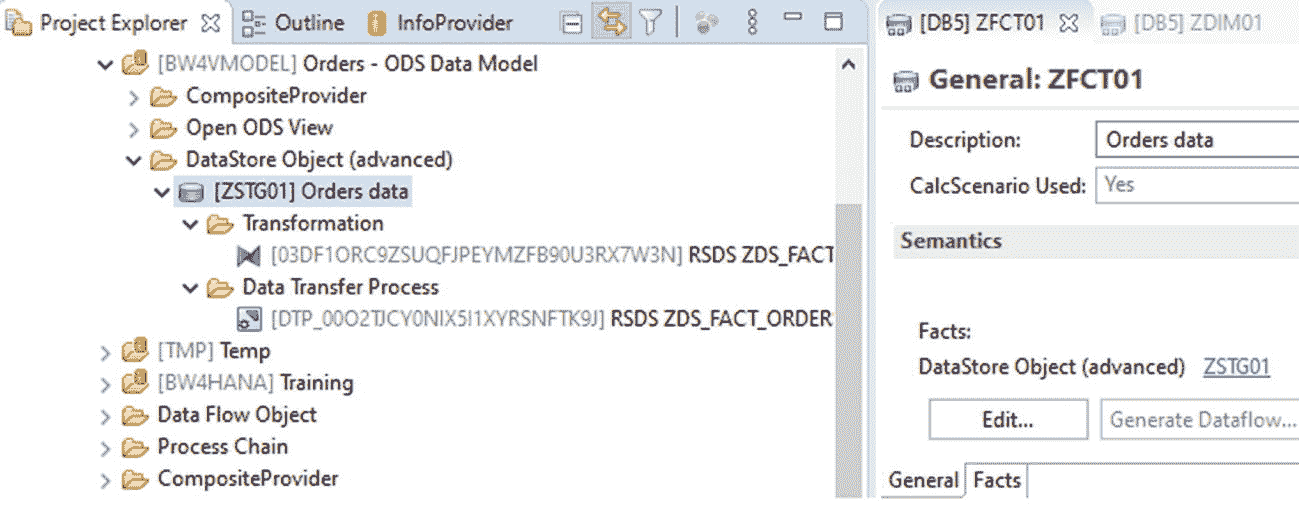 Project Explorer Outline InfoProvider
[BW4VMODEL] Orders - ODS Data Model
CompositeProvider
Open ODS View
DataStore Object (advanced)
[ZSTG01] Orders data
Transformation
[03DF1ORC9ZSUQFJPEYMZFB90U3RX7W3N] RSDS ZDS_FACT
Data Transfer Process
[DTP_00O2TJCY0NIX5I1XYRSNFTK9J] RSDS ZDS_FACT_ORDER
[TMP] Temp
[BW4HANA] Training
Data Flow Object
Process Chain
CompositeProvider
[DB5] ZFCT01 [DB5] ZDIM01
General: ZFCT01
Description: Orders data
CalcScenario Used: Yes
Semantics
Facts:
DataStore Object (advanced) ZSTG01
Edit... Generate Dataflow...
General Facts